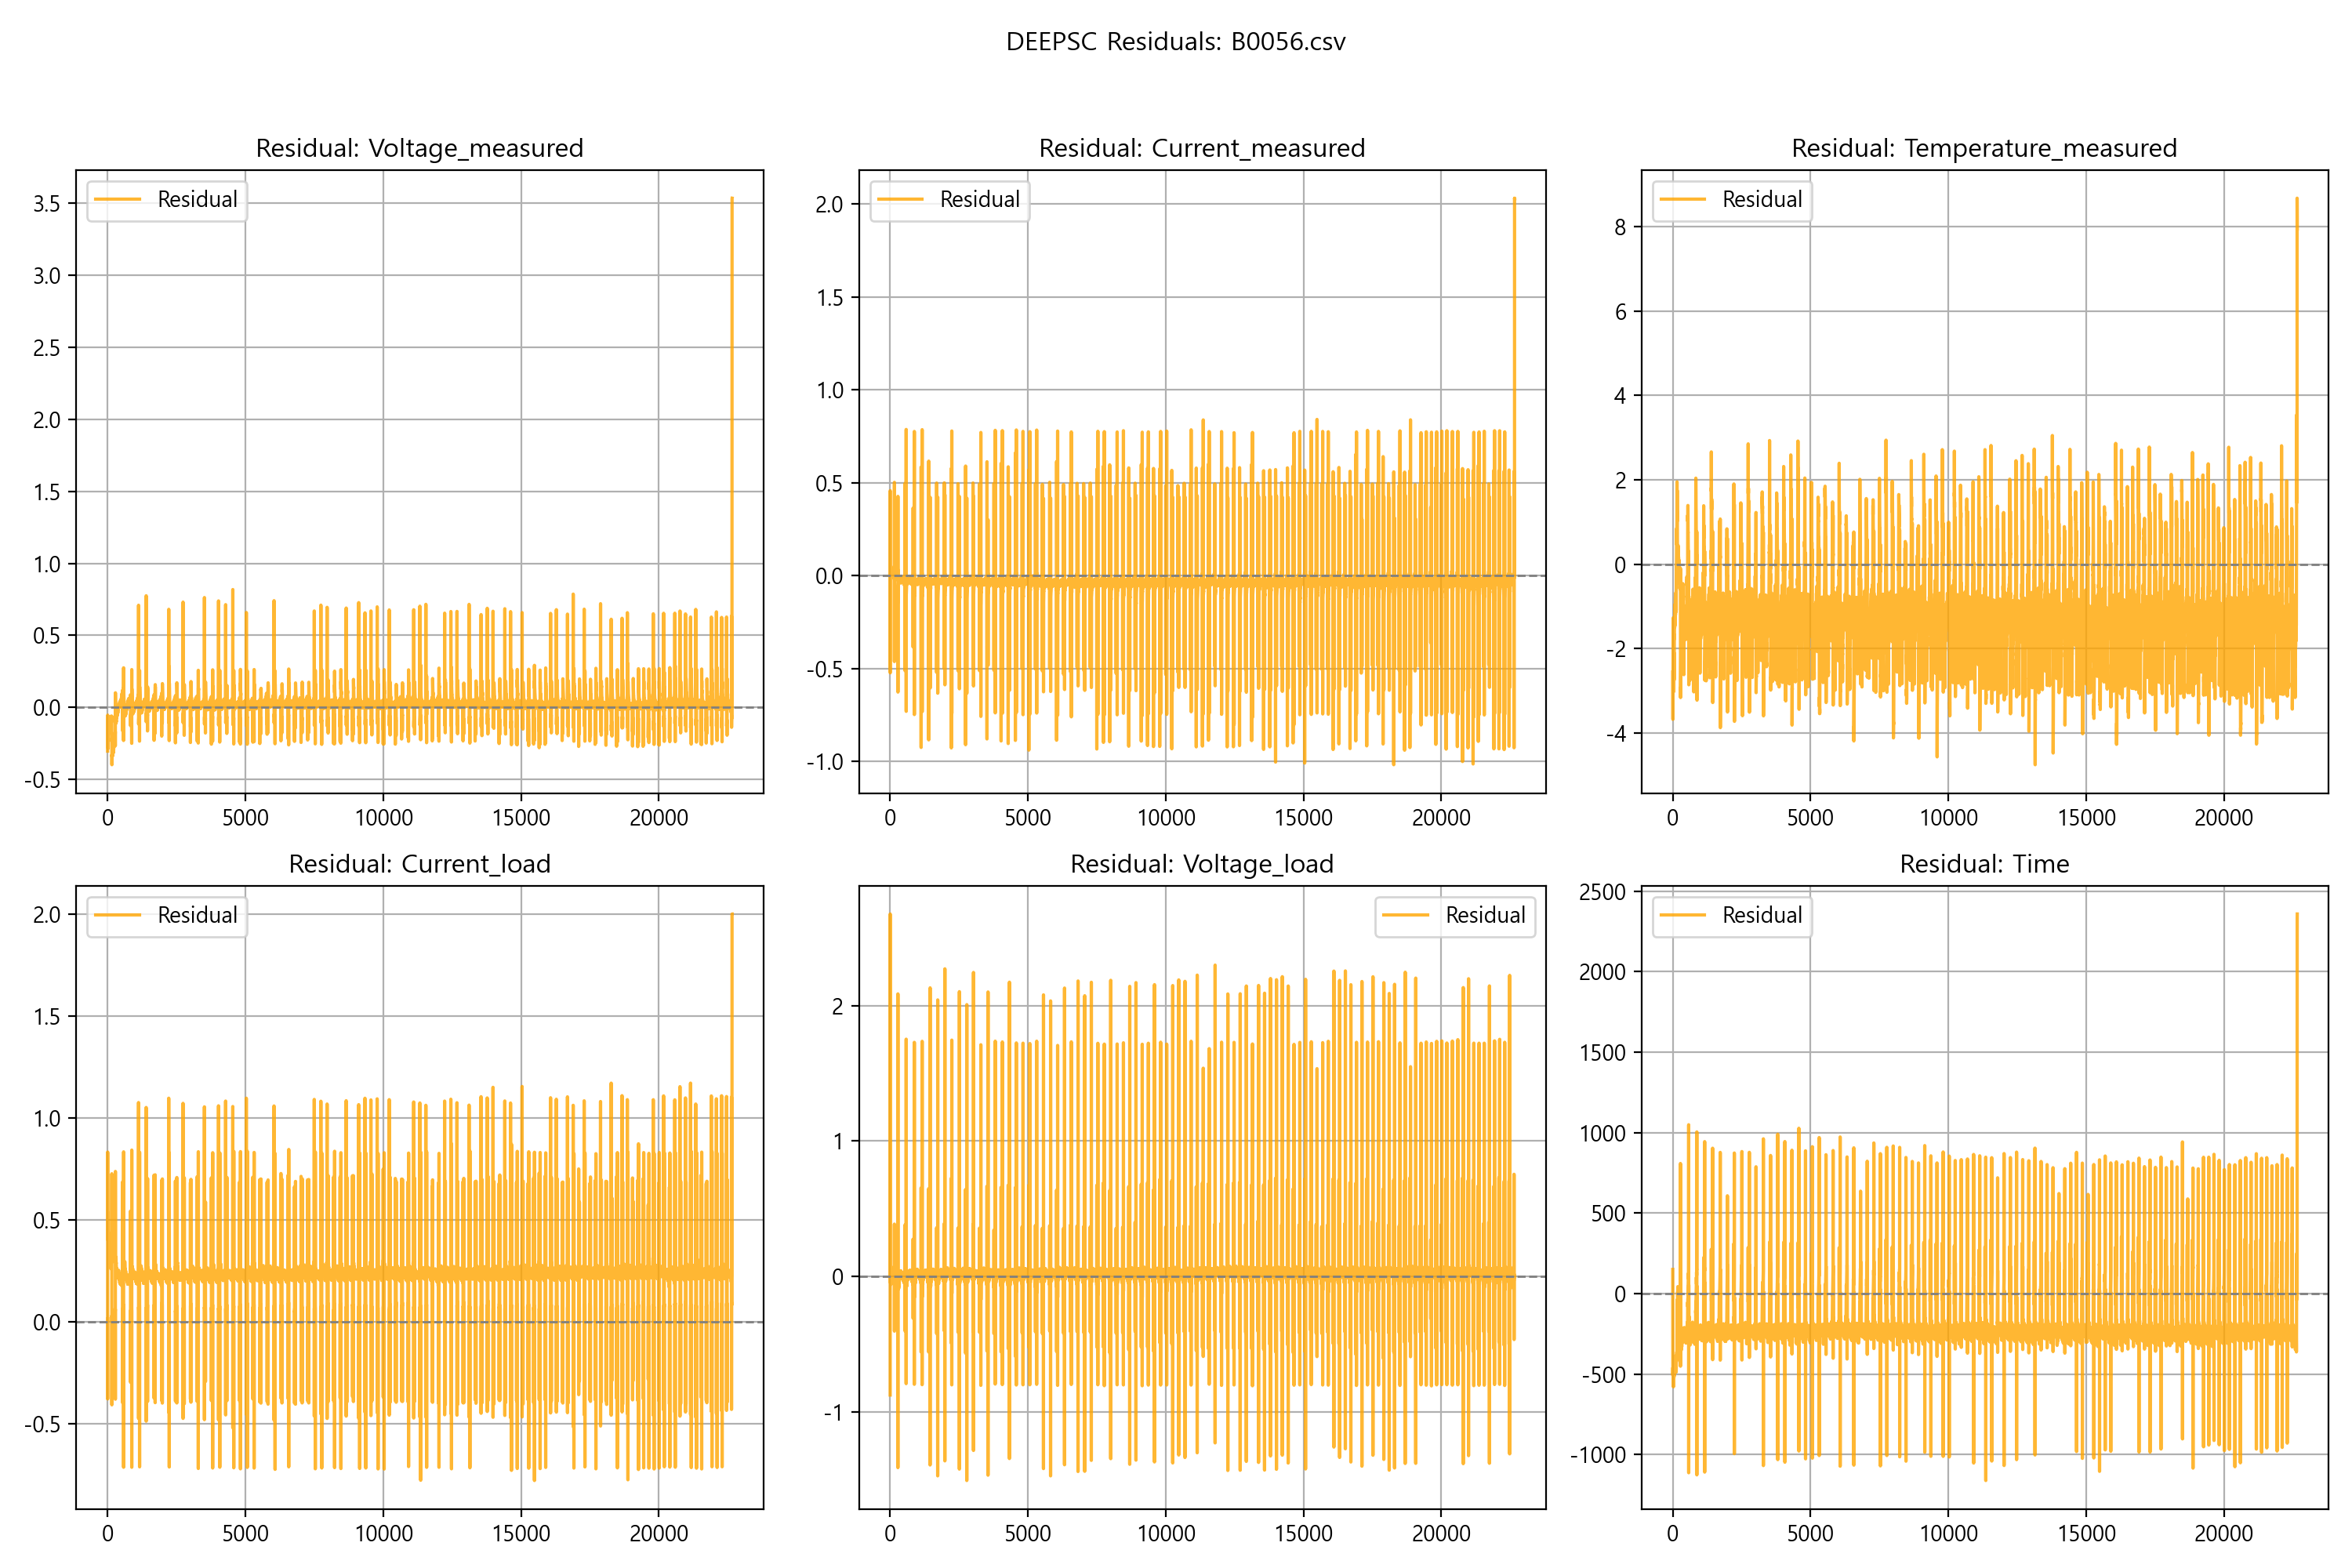 DEEPSC Residuals: B0056.csv
Residual: Voltage_measured
Residual
3.5
3.0
2.5
2.0
1.5
1.0
0.5
0.0
-0.5
0 5000 10000 15000 20000
Residual: Current_measured
Residual
2.0
1.5
1.0
0.5
0.0
-0.5
-1.0
0 5000 10000 15000 20000
Residual: Temperature_measured
Residual
8
6
4
2
0
-2
-4
0 5000 10000 15000 20000
Residual: Current_load
Residual
2.0
1.5
1.0
0.5
0.0
-0.5
0 5000 10000 15000 20000
Residual: Voltage_load
Residual
2
1
0
-1
0 5000 10000 15000 20000
Residual: Time
Residual
2500
2000
1500
1000
500
0
-500
-1000
0 5000 10000 15000 20000